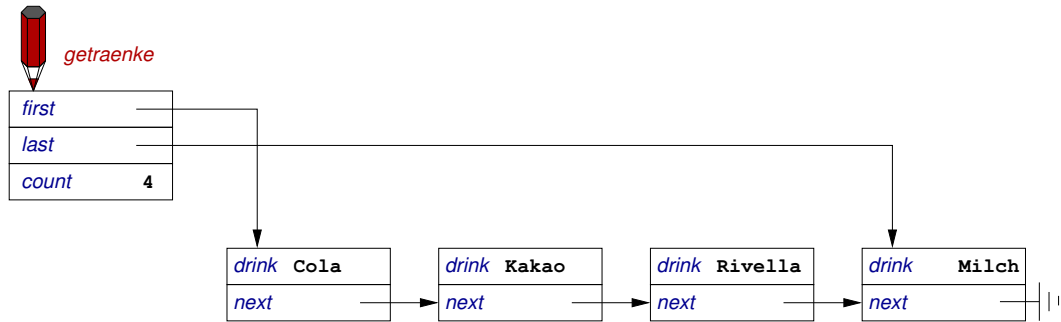 getraenke
first
last
count 4
drink Cola drink Kakao drink Rivella drink Milch
next next next next